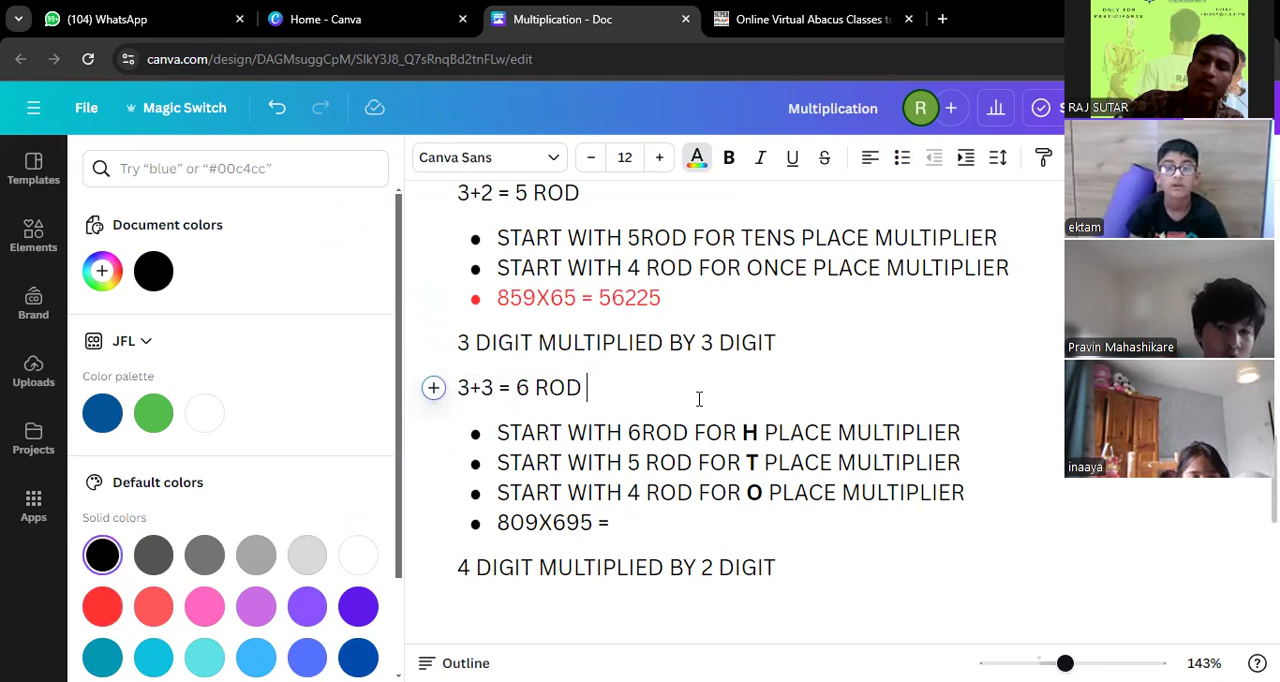 (104) WhatsApp
Home - Canva
Multiplication - Doc
Online Virtual Abacus Classes to
canva.com/design/DAGMsuggCpM/SlkY3J8_Q7sRnqBd2tnFLw/edit
File
Magic Switch
Multiplication
R
Templates
Elements
Brand
Uploads
Projects
Apps
Try “blue” or “#00c4cc”
Document colors
JFL
Color palette
Default colors
Solid colors
Canva Sans
– 12 +
A B I U S
3+2 = 5 ROD
START WITH 5ROD FOR TENS PLACE MULTIPLIER
START WITH 4 ROD FOR ONCE PLACE MULTIPLIER
859X65 = 56225
3 DIGIT MULTIPLIED BY 3 DIGIT
3+3 = 6 ROD
START WITH 6ROD FOR H PLACE MULTIPLIER
START WITH 5 ROD FOR T PLACE MULTIPLIER
START WITH 4 ROD FOR O PLACE MULTIPLIER
809X695 =
4 DIGIT MULTIPLIED BY 2 DIGIT
Outline
143%
ONLY FOR
PARTICIPANTS
RAJ SUTAR
ektam
Pravin Mahashikare
inaaya